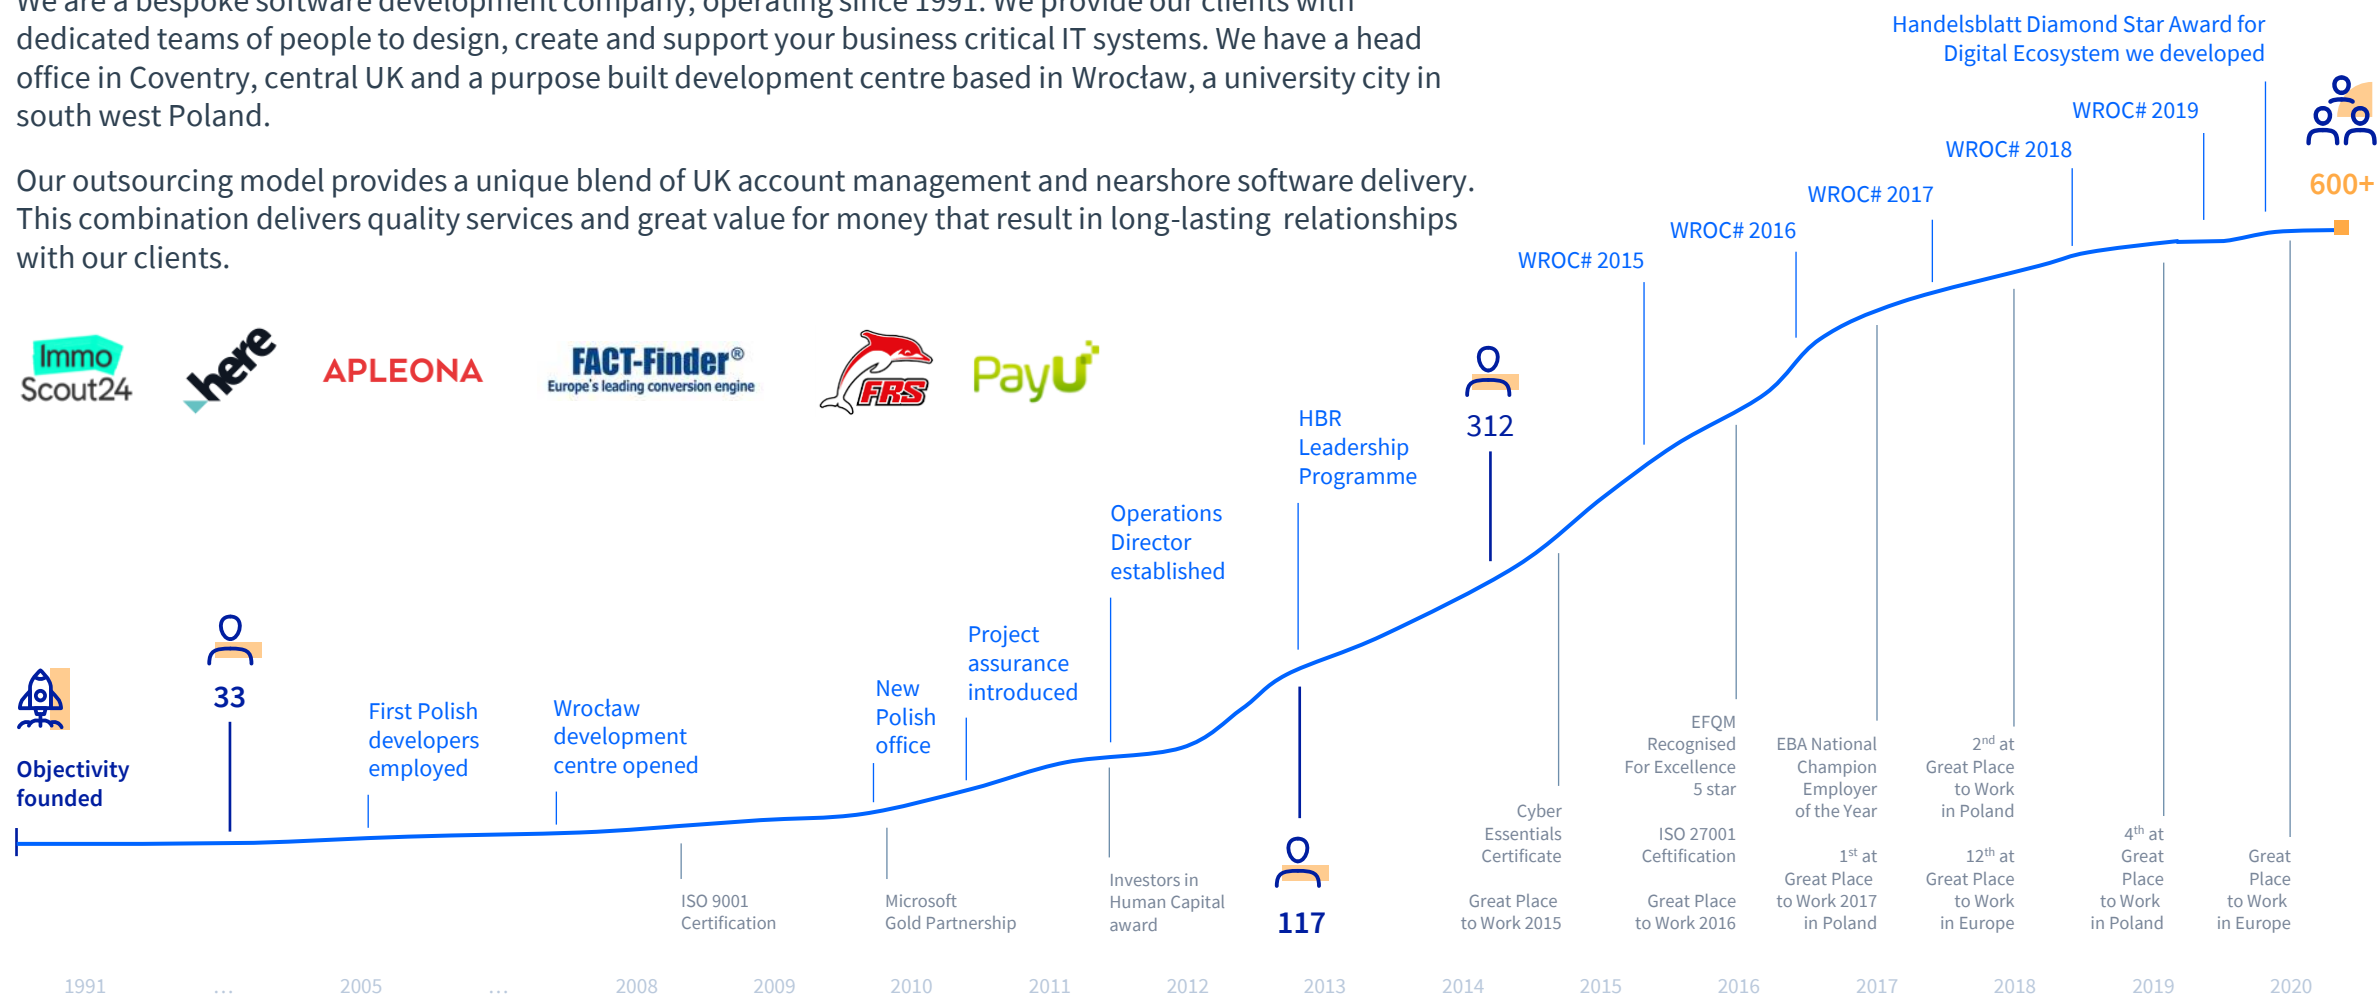 We are a bespoke software development company, operating since 1991. We provide our clients with
dedicated teams of people to design, create and support your business critical IT systems. We have a head
office in Coventry, central UK and a purpose built development centre based in Wrocław, a university city in
south west Poland.
Our outsourcing model provides a unique blend of UK account management and nearshore software delivery.
This combination delivers quality services and great value for money that result in long-lasting relationships
with our clients.
Immo
Scout24
here
APLEONA
FACT-Finder®
Europe's leading conversion engine
FRS
PayU
Objectivity
founded
33
First Polish
developers
employed
Wrocław
development
centre opened
New
Polish
office
Project
assurance
introduced
Operations
Director
established
HBR
Leadership
Programme
312
WROC# 2015
WROC# 2016
WROC# 2017
WROC# 2018
WROC# 2019
Handelsblatt Diamond Star Award for
Digital Ecosystem we developed
600+
ISO 9001
Certification
Microsoft
Gold Partnership
Investors in
Human Capital
award
117
Cyber
Essentials
Certificate
Great Place
to Work 2015
EFQM
Recognised
For Excellence
5 star
ISO 27001
Ceftification
Great Place
to Work 2016
EBA National
Champion
Employer
of the Year
1st at
Great Place
to Work 2017
in Poland
2nd at
Great Place
to Work
in Poland
12th at
Great Place
to Work
in Europe
4th at
Great
Place
to Work
in Poland
Great
Place
to Work
in Europe
1991
...
2005
...
2008
2009
2010
2011
2012
2013
2014
2015
2016
2017
2018
2019
2020